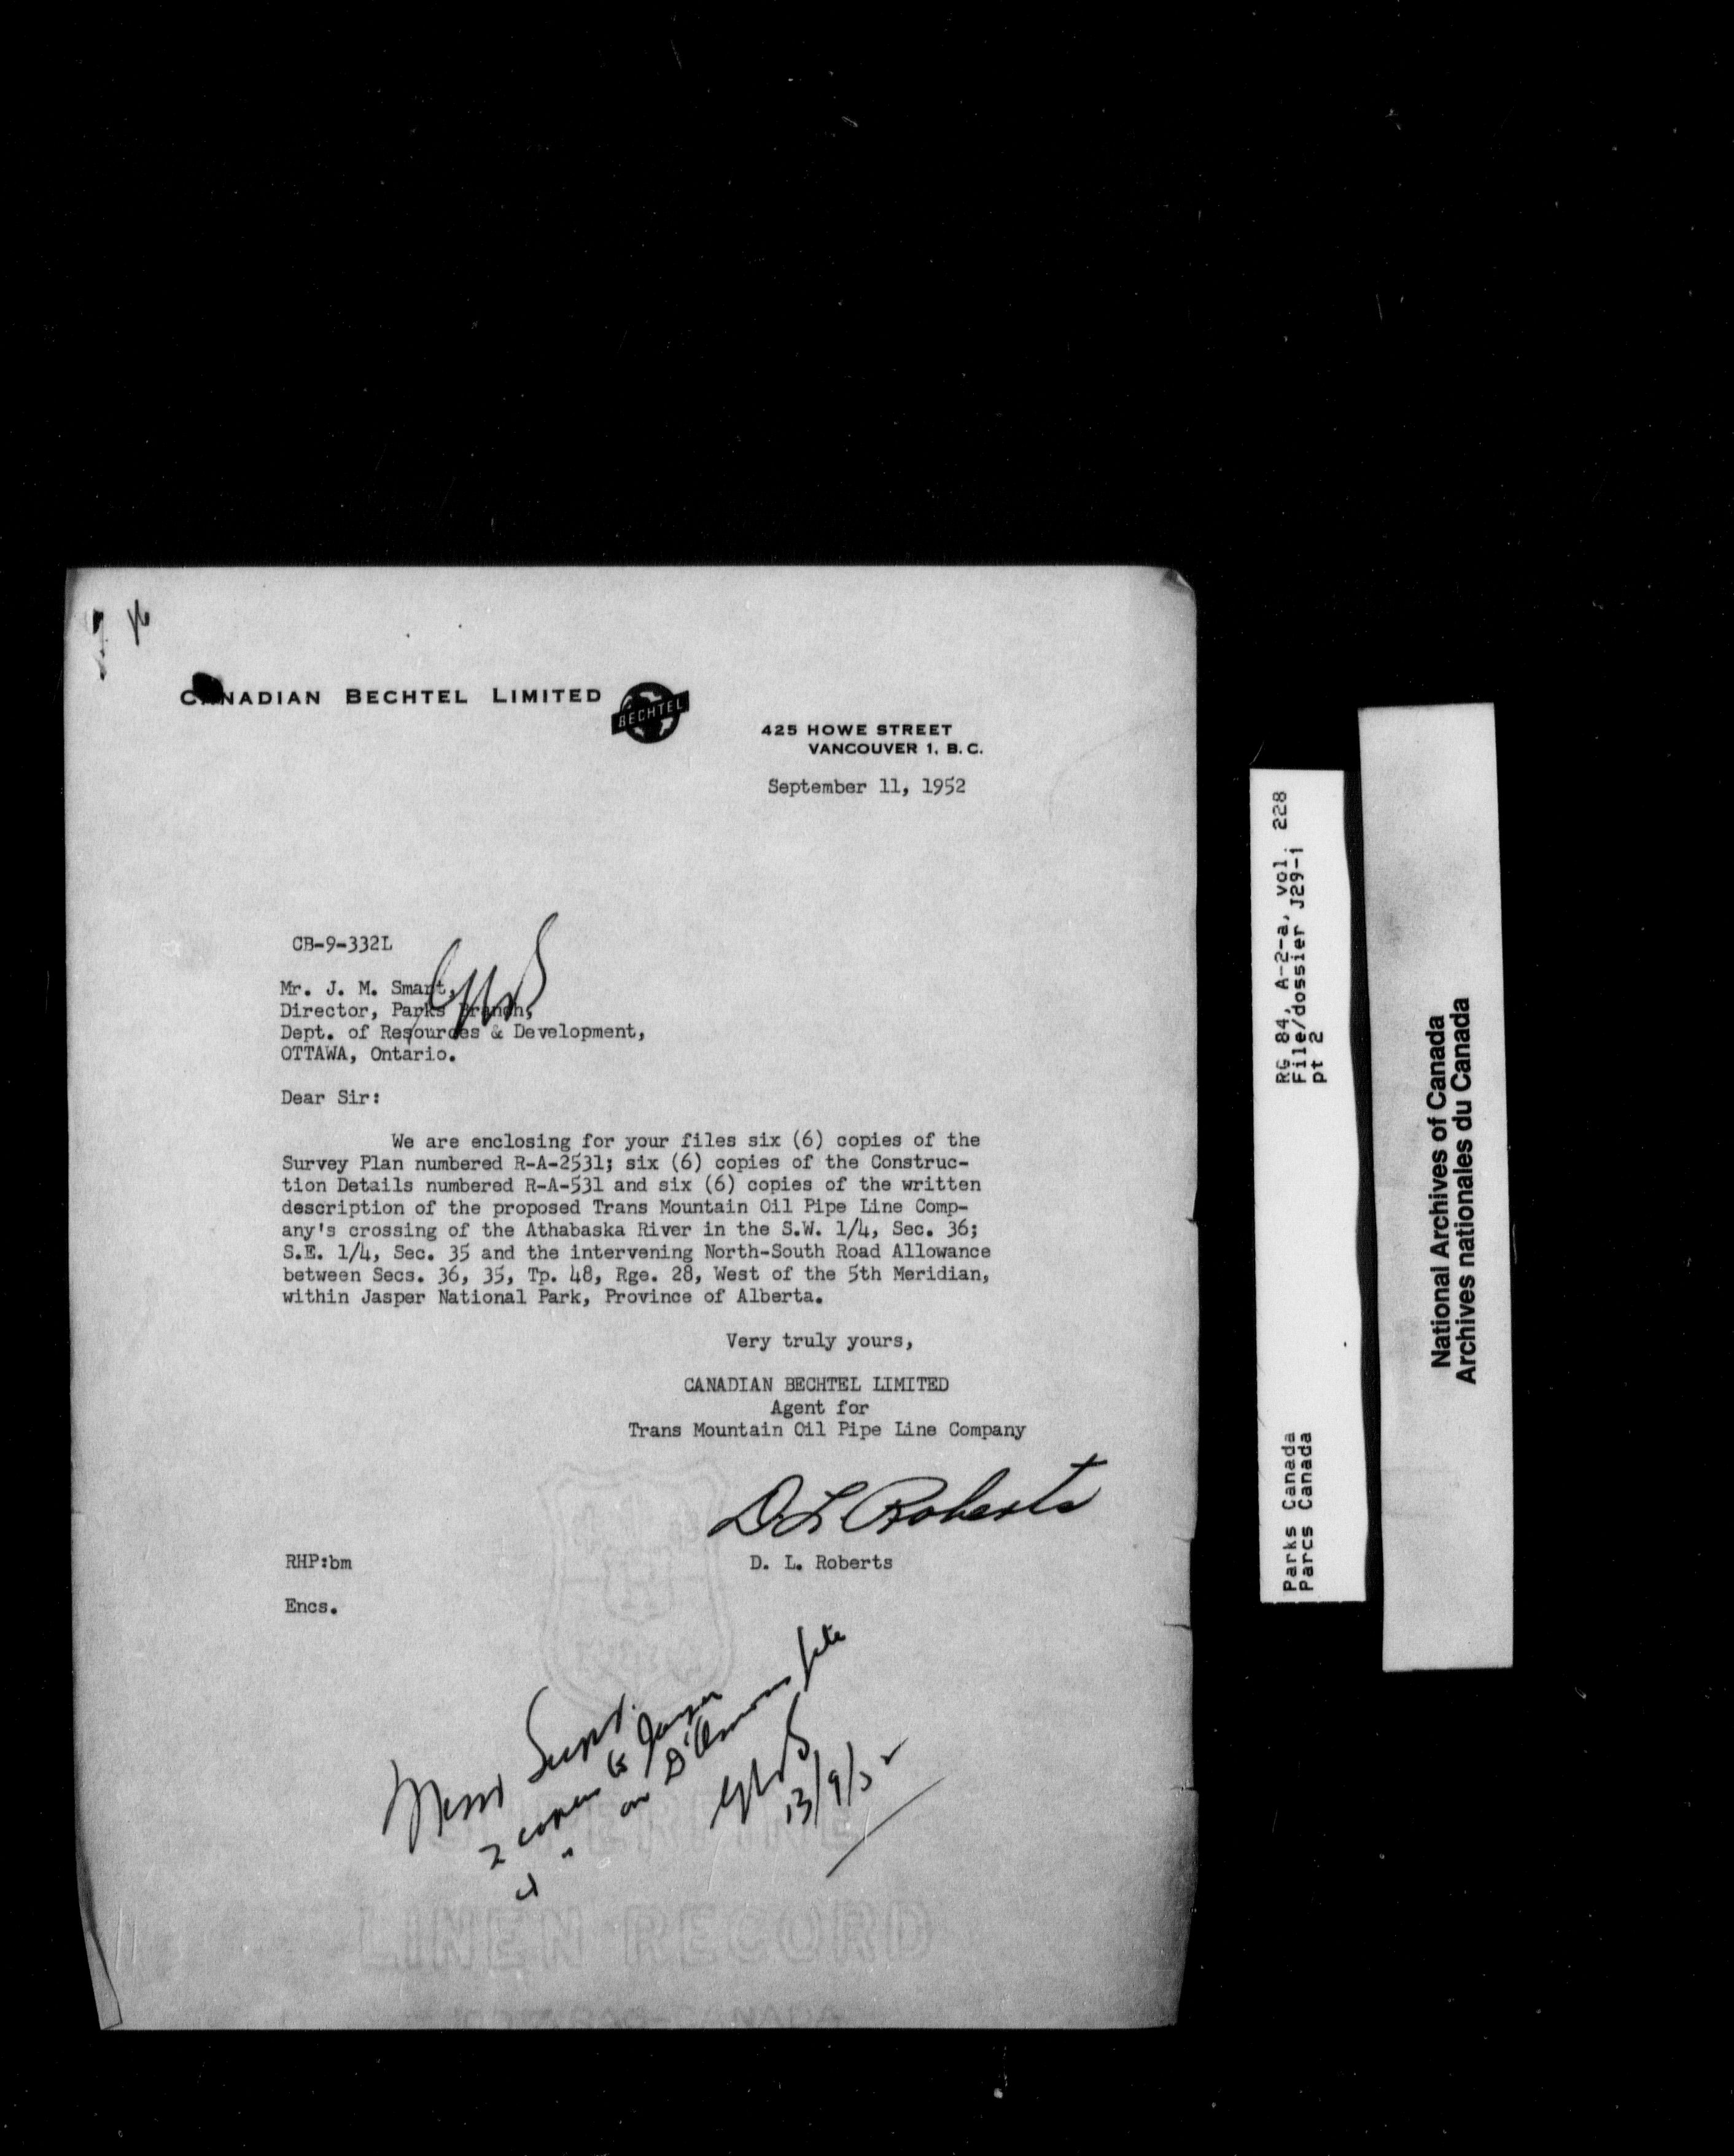 CANADIAN BECHTEL LIMITED
BECHTEL
425 HOWE STREET
VANCOUVER 1, B.C.
September 11, 1952
CB-9-332L
Mr. J. M. Smart,
Director, Parks Branch,
Dept. of Resources & Development,
OTTAWA, Ontario.
Dear Sir:
We are enclosing for your files six (6) copies of the
Survey Plan numbered R-A-2531; six (6) copies of the Construc-
tion Details numbered R-A-531 and six (6) copies of the written
description of the proposed Trans Mountain Oil Pipe Line Comp-
any's crossing of the Athabaska River in the S.W. 1/4, Sec. 36;
S.E. 1/4, Sec. 35 and the intervening North-South Road Allowance
between Secs. 36, 35, Tp. 48, Rge. 28, West of the 5th Meridian,
within Jasper National Park, Province of Alberta.
Very truly yours,
CANADIAN BECHTEL LIMITED
Agent for
Trans Mountain Oil Pipe Line Company
D L Roberts
RHP:bm
D. L. Roberts
Encs.
Supt.
2 copies to Jasper
4 " on file
13/9/52
LINEN RECORD
RG 84, A-2-a, vol. 228
File/dossier J29-1
pt 2
Parks Canada
Parcs Canada
National Archives of Canada
Archives nationales du Canada